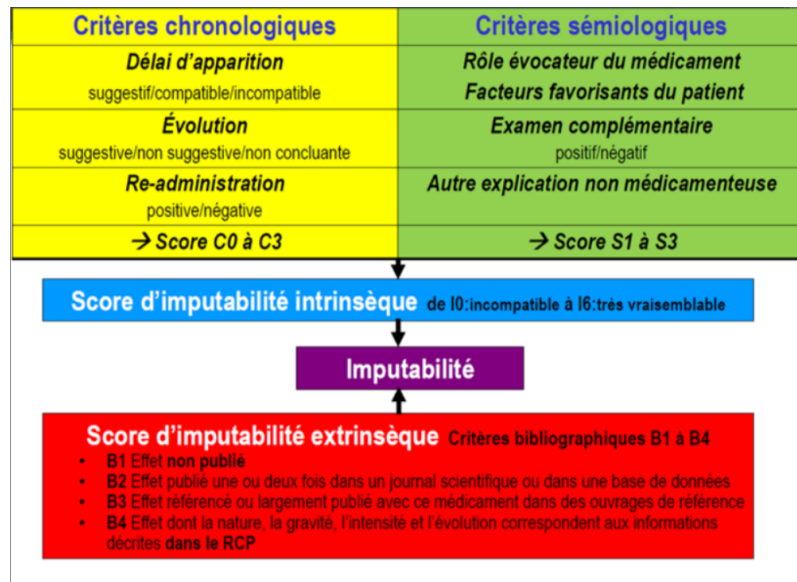 Critères chronologiques
Délai d'apparition
suggestif/compatible/incompatible
Évolution
suggestive/non suggestive/non concluante
Re-administration
positive/négative
→ Score C0 à C3
Critères sémiologiques
Rôle évocateur du médicament
Facteurs favorisants du patient
Examen complémentaire
positif/négatif
Autre explication non médicamenteuse
→ Score S1 à S3
Score d'imputabilité intrinsèque de I0:incompatible à I6:très vraisemblable
Imputabilité
Score d'imputabilité extrinsèque Critères bibliographiques B1 à B4
• B1 Effet non publié
• B2 Effet publié une ou deux fois dans un journal scientifique ou dans une base de données
• B3 Effet référencé ou largement publié avec ce médicament dans des ouvrages de référence
• B4 Effet dont la nature, la gravité, l'intensité et l'évolution correspondent aux informations
décrites dans le RCP